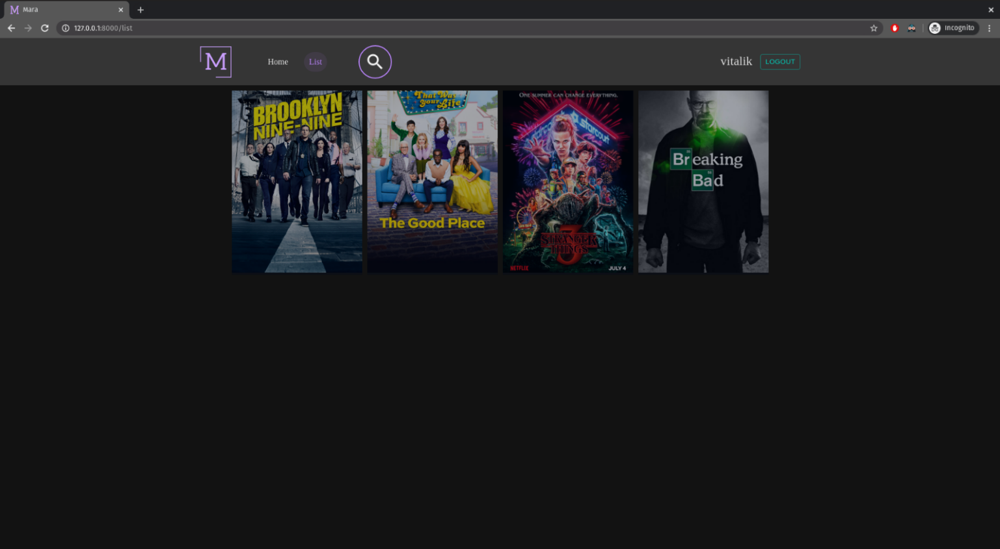 M Mara
127.0.0.1:8000/list
Incognito
M
Home
List
vitalik
LOGOUT
BROOKLYN
NINE-NINE
That Was
your Life
The Good Place
ONE SUMMER CAN CHANGE EVERYTHING.
starcourt
STRANGER
THINGS
3
NETFLIX
JULY 4
Breaking
Bad